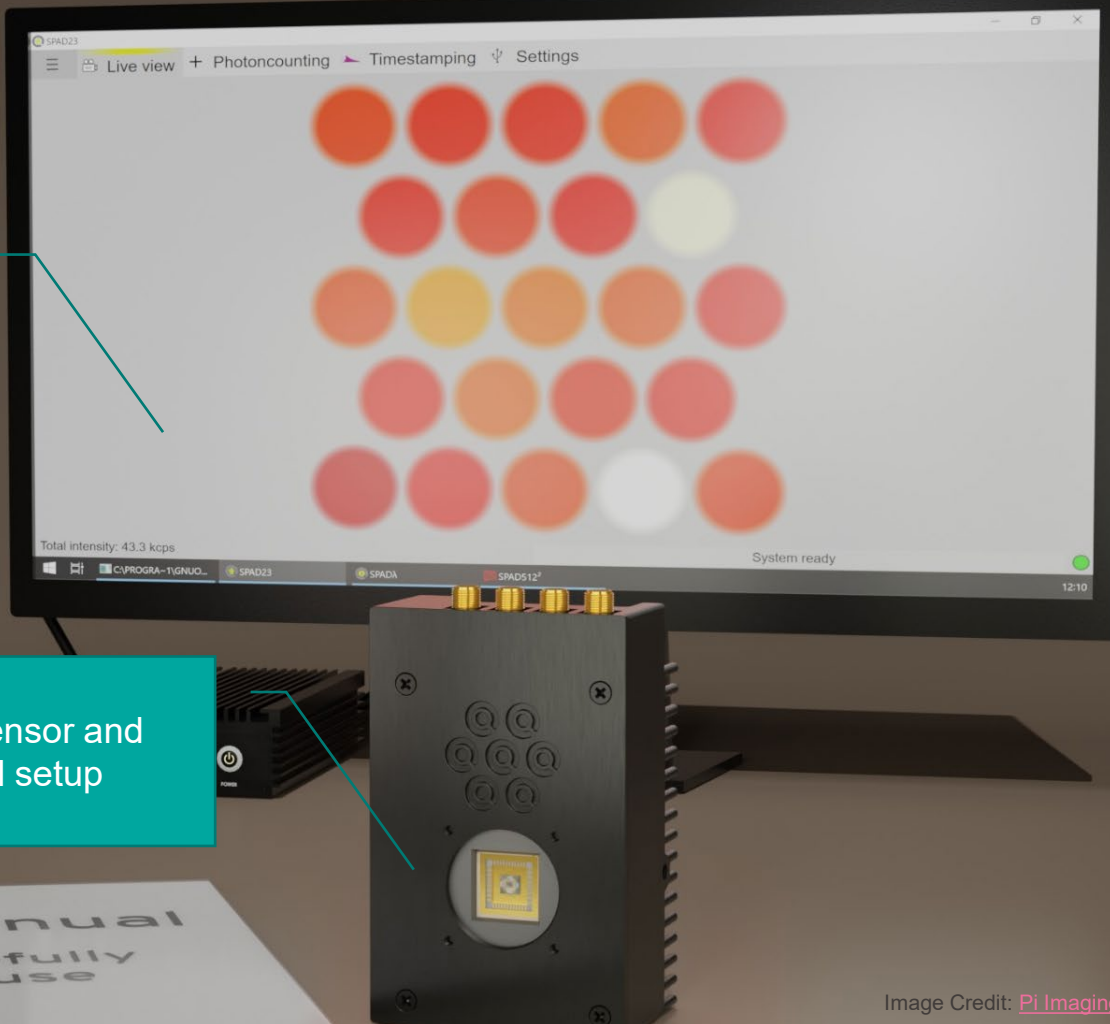 SPAD23
Live view + Photoncounting Timestamping Settings
Total intensity: 43.3 kcps
System ready
C:\PROGRA~1\GNUO... SPAD23 SPADλ SPAD512²
12:10
ensor and
setup
POWER
nual
fully
use
Image Credit: Pi Imagin